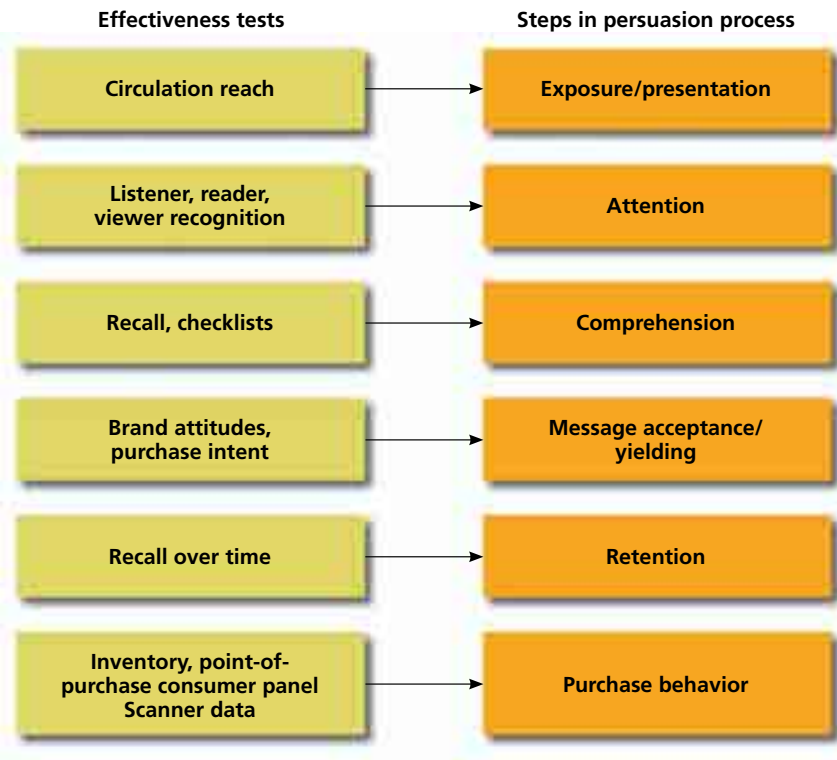 Effectiveness tests
Steps in persuasion process
Circulation reach
Exposure/presentation
Listener, reader,
viewer recognition
Attention
Recall, checklists
Comprehension
Brand attitudes,
purchase intent
Message acceptance/
yielding
Recall over time
Retention
Inventory, point-of-
purchase consumer panel
Scanner data
Purchase behavior